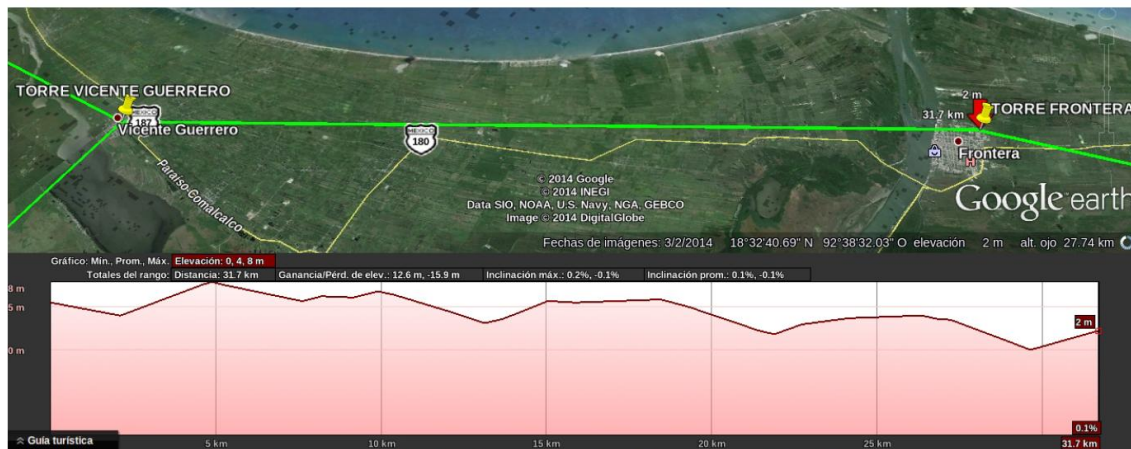 TORRE VICENTE GUERRERO
MEXICO
187
Vicente Guerrero
Paraíso Comalcalco
MEXICO
180
2 m
31.7 km
TORRE FRONTERA
Frontera
H
© 2014 Google
© 2014 INEGI
Data SIO, NOAA, U.S. Navy, NGA, GEBCO
Image © 2014 DigitalGlobe
Google earth
Fechas de imágenes: 3/2/2014 18°32'40.69" N 92°38'32.03" O elevación 2 m alt. ojo 27.74 km
Gráfico: Mín., Prom., Máx. Elevación: 0, 4, 8 m
Totales del rango: Distancia: 31.7 km Ganancia/Pérd. de elev.: 12.6 m, -15.9 m Inclinación máx.: 0.2%, -0.1% Inclinación prom.: 0.1%, -0.1%
8 m
5 m
0 m
2 m
0.1%
5 km 10 km 15 km 20 km 25 km 31.7 km
Guía turística